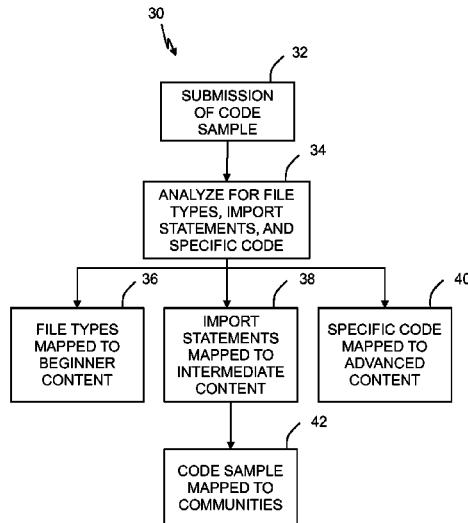 30
32
SUBMISSION
OF CODE
SAMPLE
34
ANALYZE FOR FILE
TYPES, IMPORT
STATEMENTS, AND
SPECIFIC CODE
36
FILE TYPES
MAPPED TO
BEGINNER
CONTENT
38
IMPORT
STATEMENTS
MAPPED TO
INTERMEDIATE
CONTENT
40
SPECIFIC CODE
MAPPED TO
ADVANCED
CONTENT
42
CODE SAMPLE
MAPPED TO
COMMUNITIES